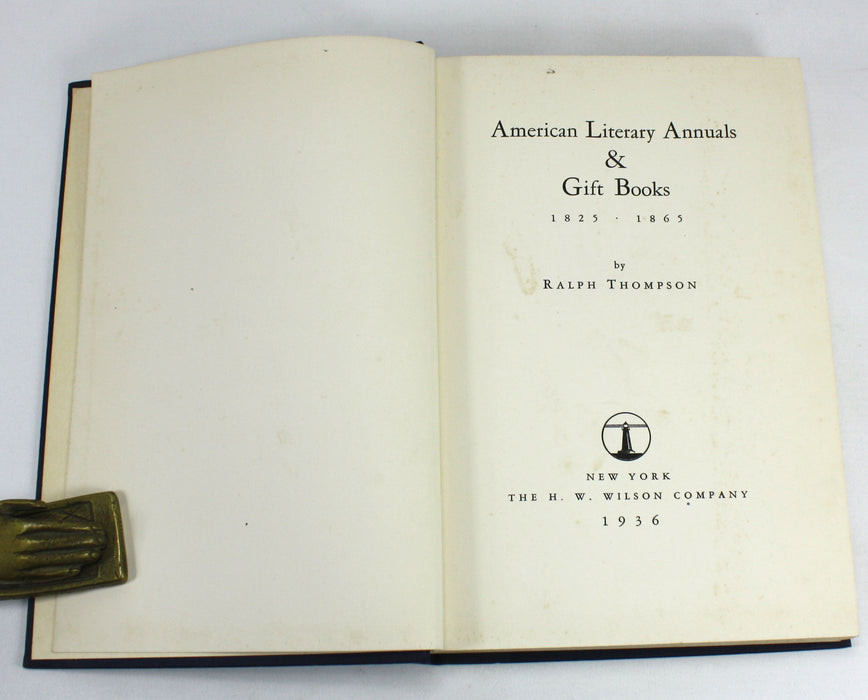 American Literary Annuals
&
Gift Books
1825 · 1865
by
RALPH THOMPSON
NEW YORK
THE H. W. WILSON COMPANY
1936